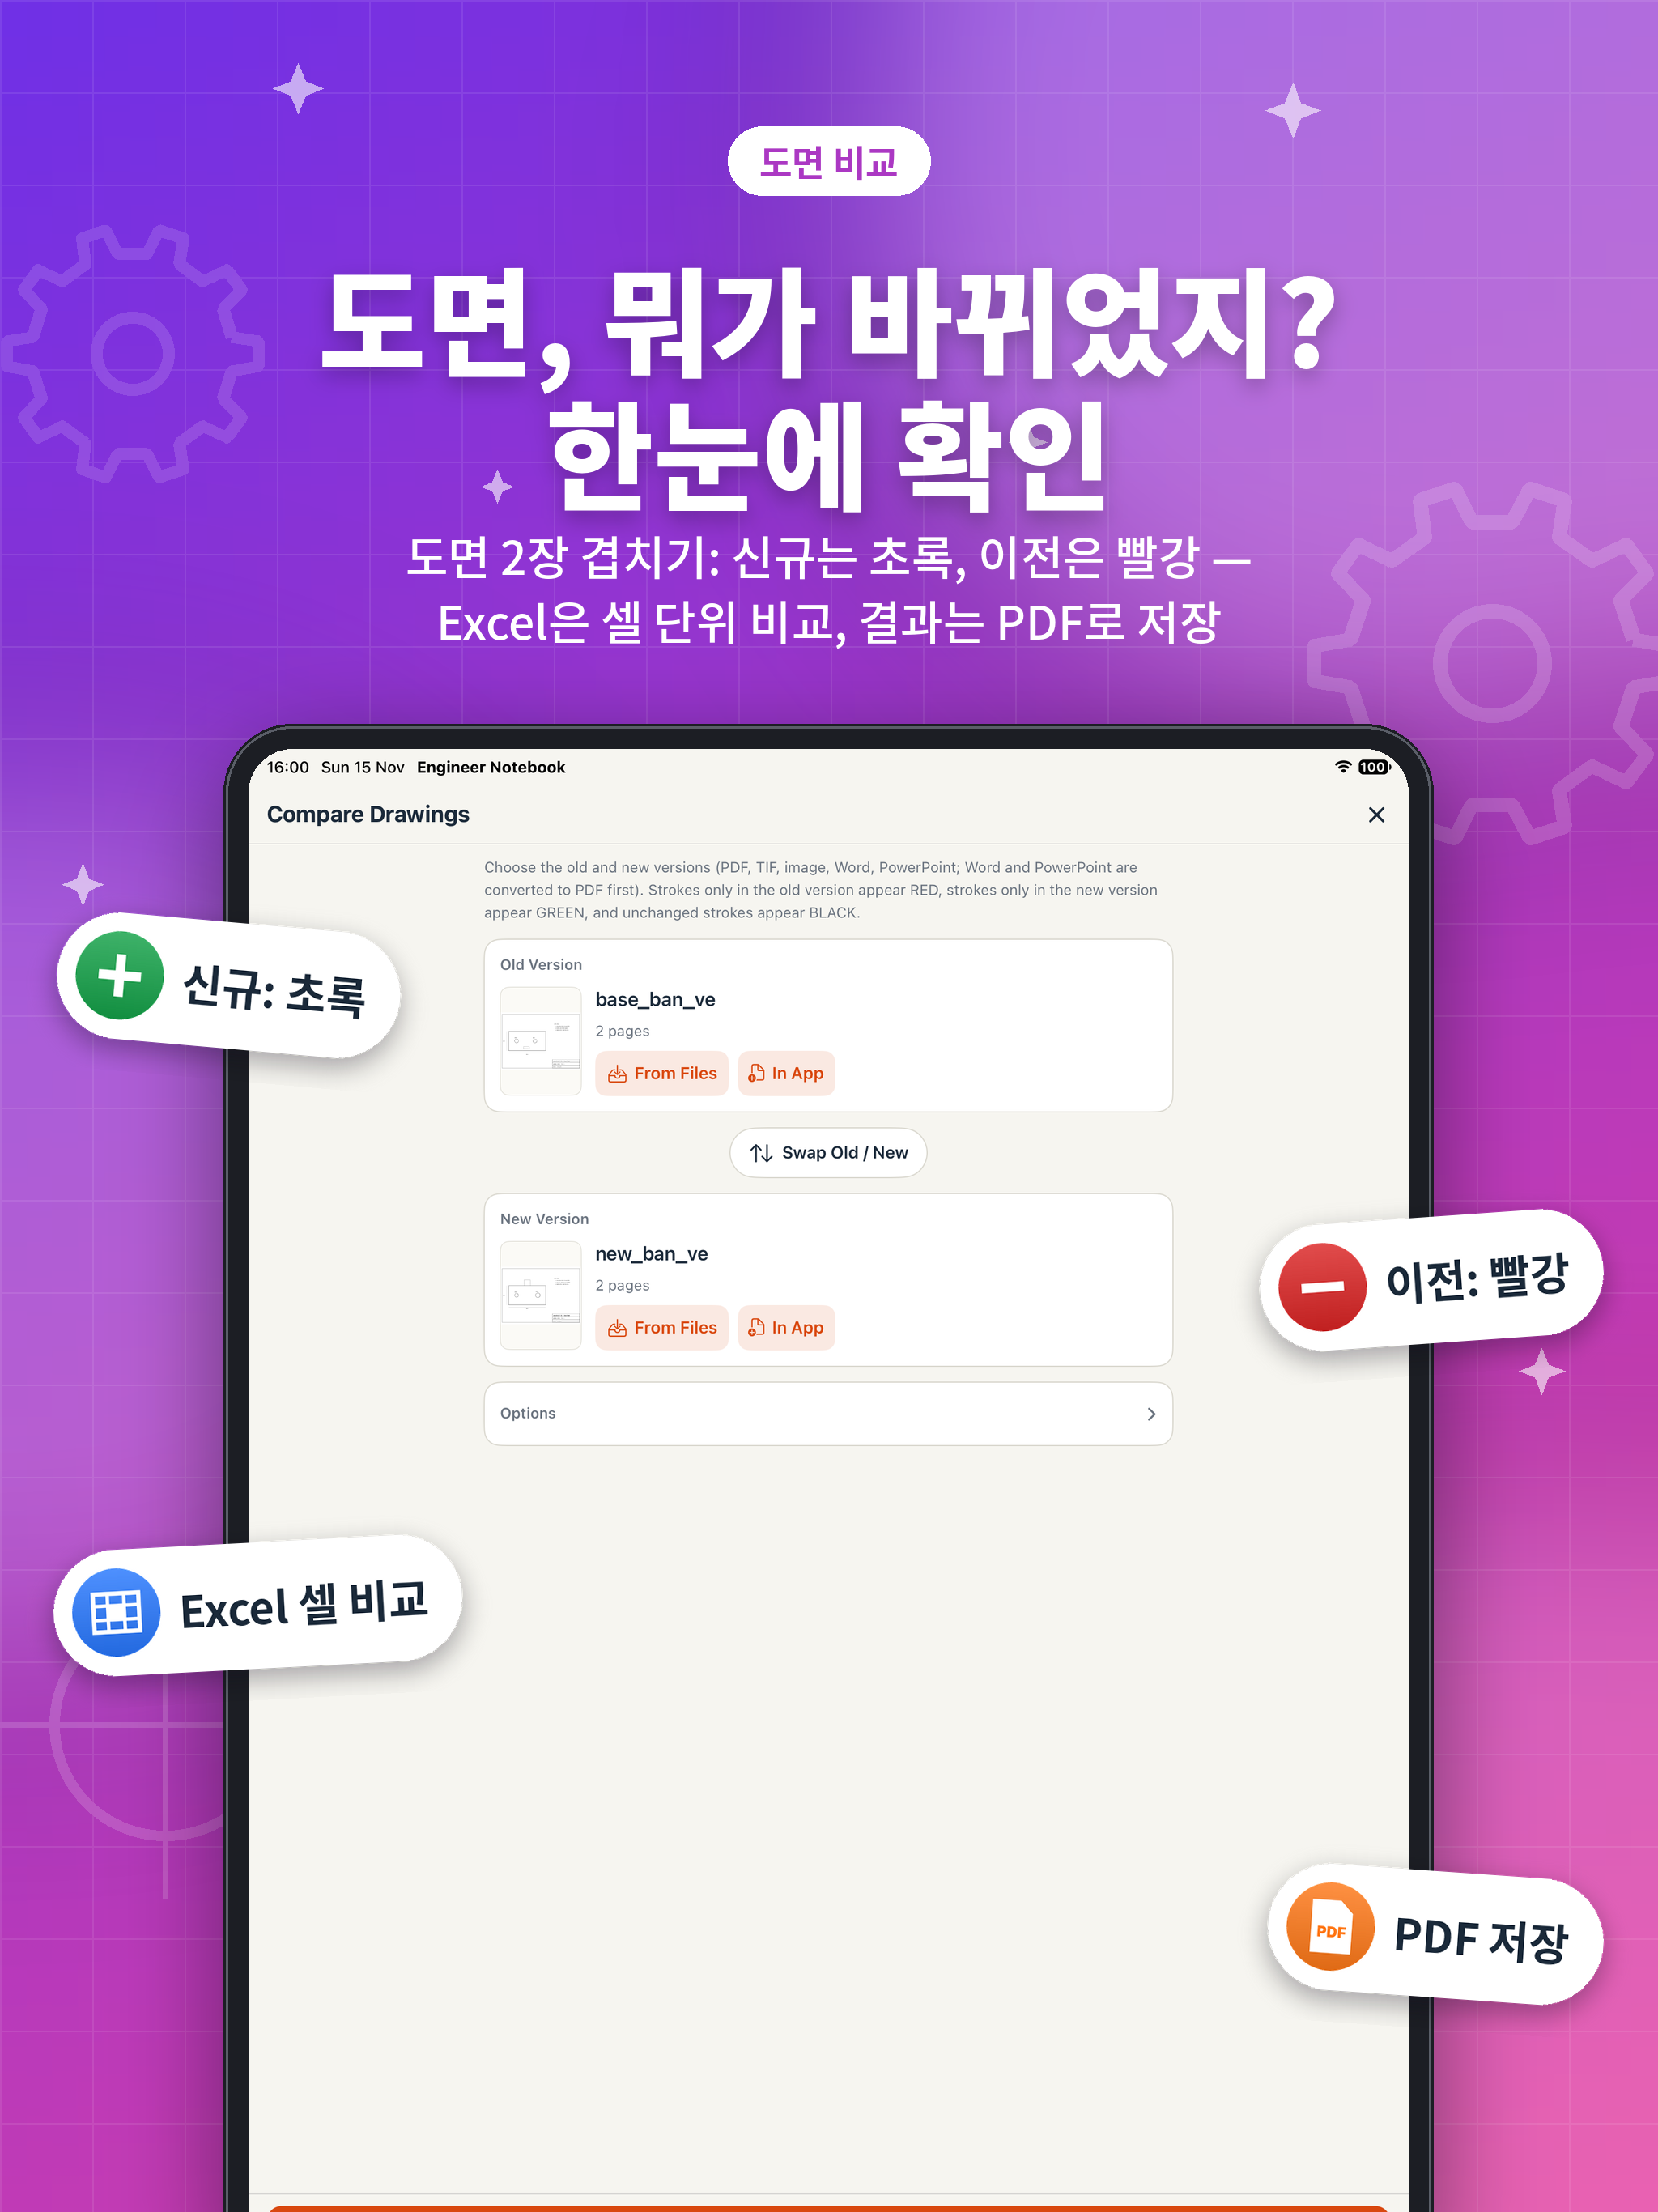 도면 비교
도면, 뭐가 바뀌었지?
한눈에 확인
도면 2장 겹치기: 신규는 초록, 이전은 빨강 —
Excel은 셀 단위 비교, 결과는 PDF로 저장
16:00 Sun 15 Nov Engineer Notebook
100
Compare Drawings
Choose the old and new versions (PDF, TIF, image, Word, PowerPoint; Word and PowerPoint are
converted to PDF first). Strokes only in the old version appear RED, strokes only in the new version
appear GREEN, and unchanged strokes appear BLACK.
신규: 초록
Old Version
base_ban_ve
2 pages
From Files
In App
Swap Old / New
New Version
new_ban_ve
2 pages
From Files
In App
이전: 빨강
Options
Excel 셀 비교
PDF
PDF 저장